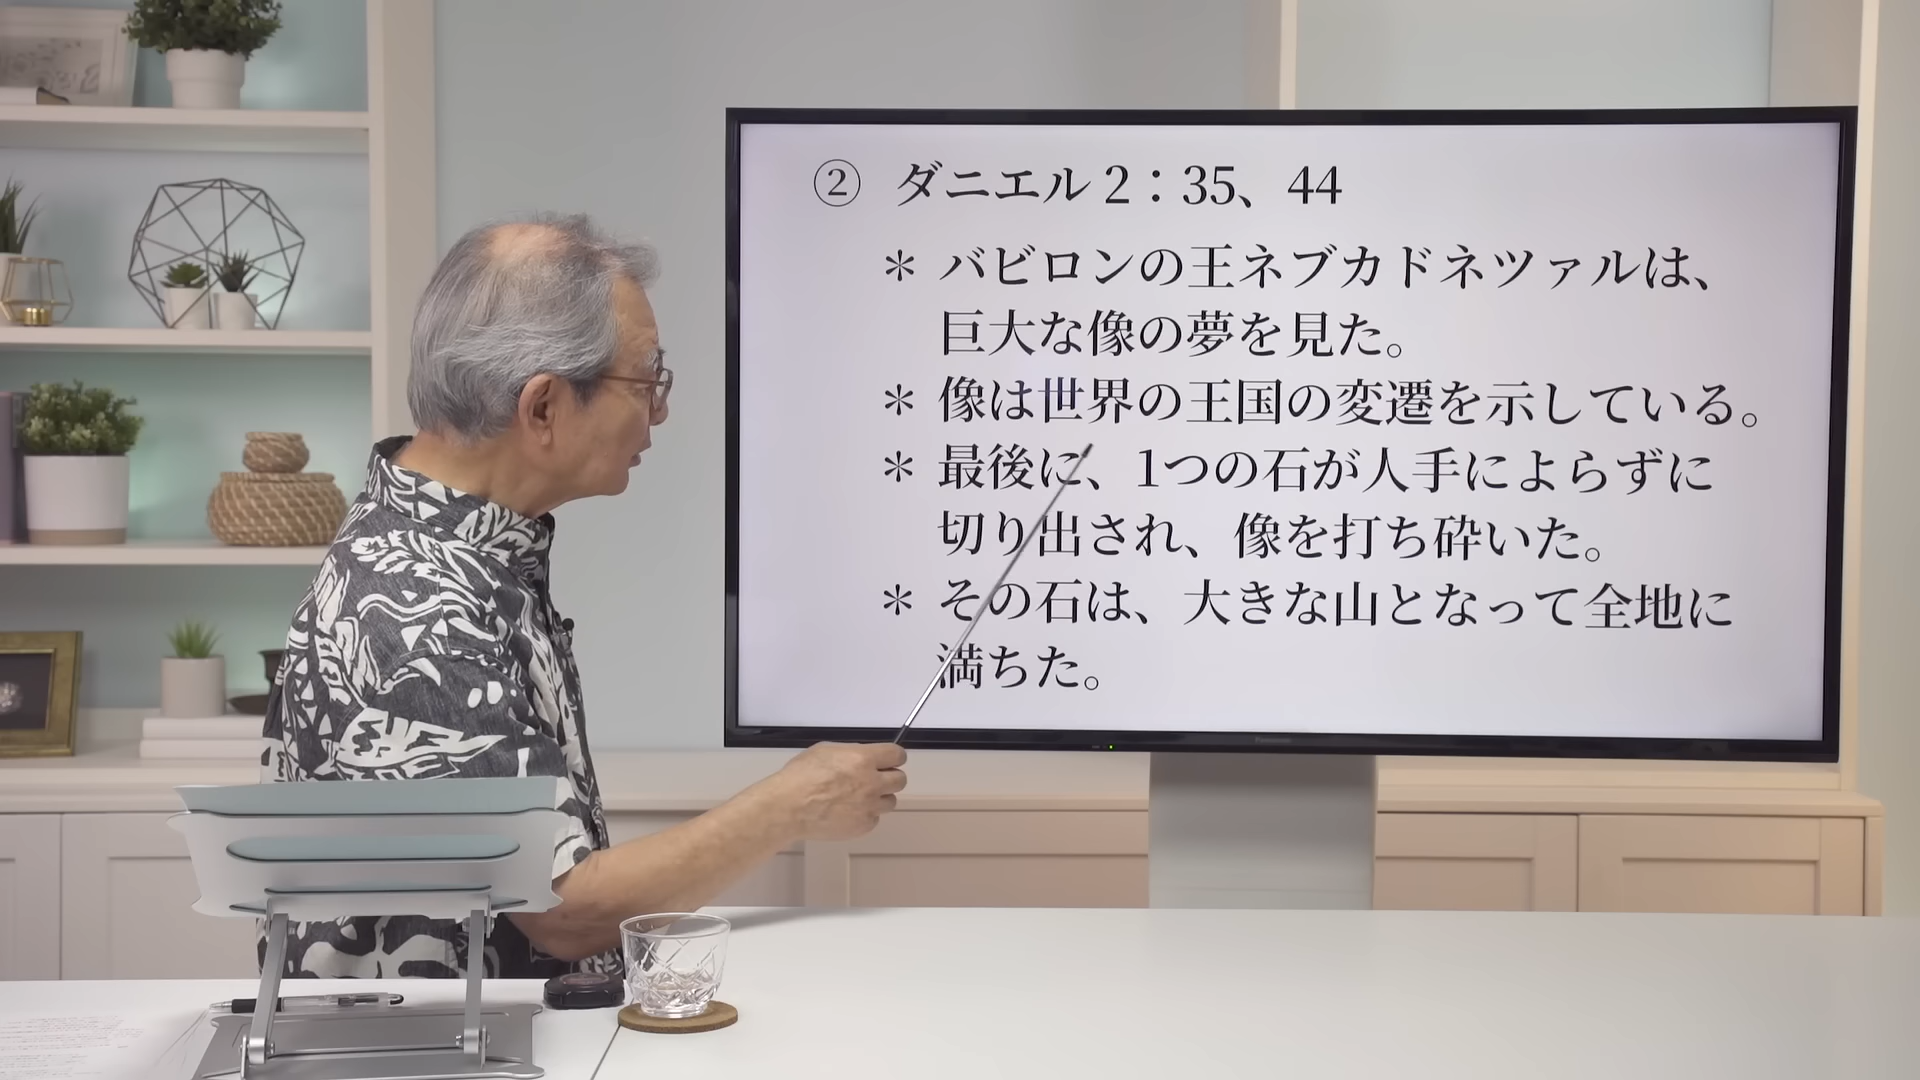 ② ダニエル 2：35、44
＊ バビロンの王ネブカドネツァルは、
巨大な像の夢を見た。
＊ 像は世界の王国の変遷を示している。
＊ 最後に、1つの石が人手によらずに
切り出され、像を打ち砕いた。
＊ その石は、大きな山となって全地に
満ちた。